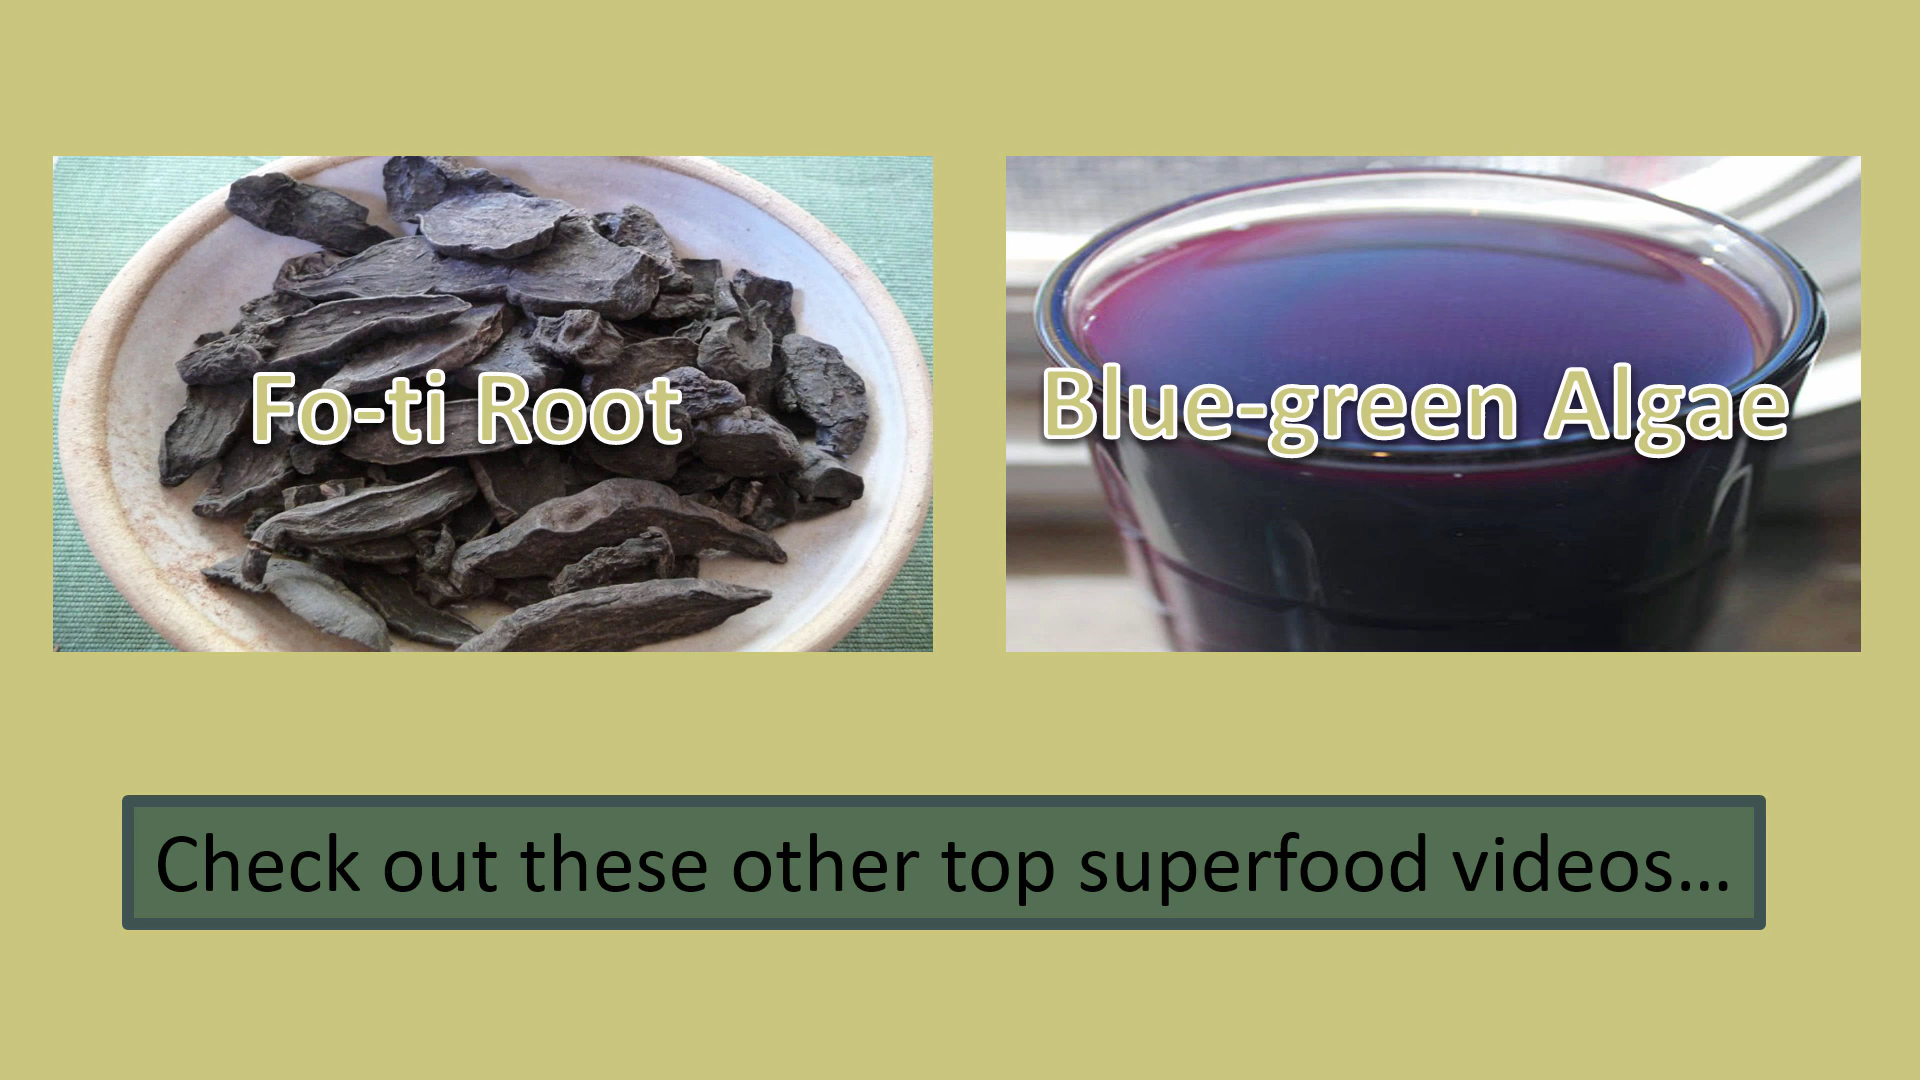 Fo-ti Root
Blue-green Algae
Check out these other top superfood videos...